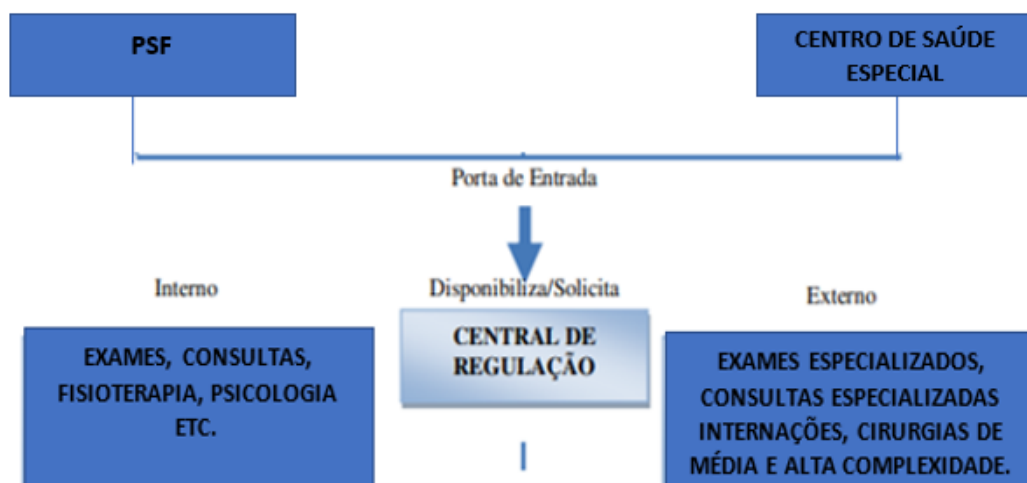 PSF
CENTRO DE SAÚDE
ESPECIAL
Porta de Entrada
Interno
Disponibiliza/Solicita
Externo
EXAMES, CONSULTAS,
FISIOTERAPIA, PSICOLOGIA
ETC.
CENTRAL DE
REGULAÇÃO
EXAMES ESPECIALIZADOS,
CONSULTAS ESPECIALIZADAS
INTERNAÇÕES, CIRURGIAS DE
MÉDIA E ALTA COMPLEXIDADE.